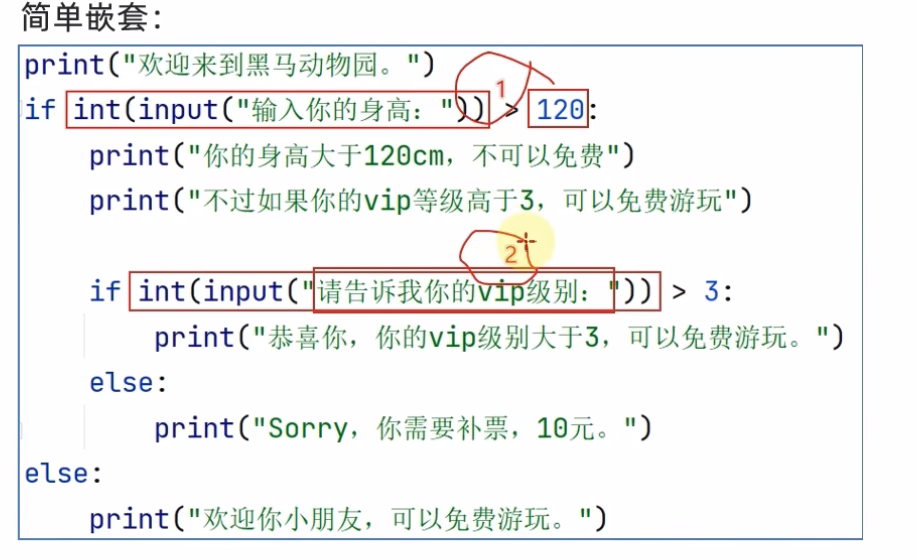 简单嵌套：
print("欢迎来到黑马动物园。")
if int(input("输入你的身高：")) > 120:
    print("你的身高大于120cm，不可以免费")
    print("不过如果你的vip等级高于3，可以免费游玩")
    if int(input("请告诉我你的vip级别：")) > 3:
        print("恭喜你，你的vip级别大于3，可以免费游玩。")
    else:
        print("Sorry，你需要补票，10元。")
else:
    print("欢迎你小朋友，可以免费游玩。")
1
2